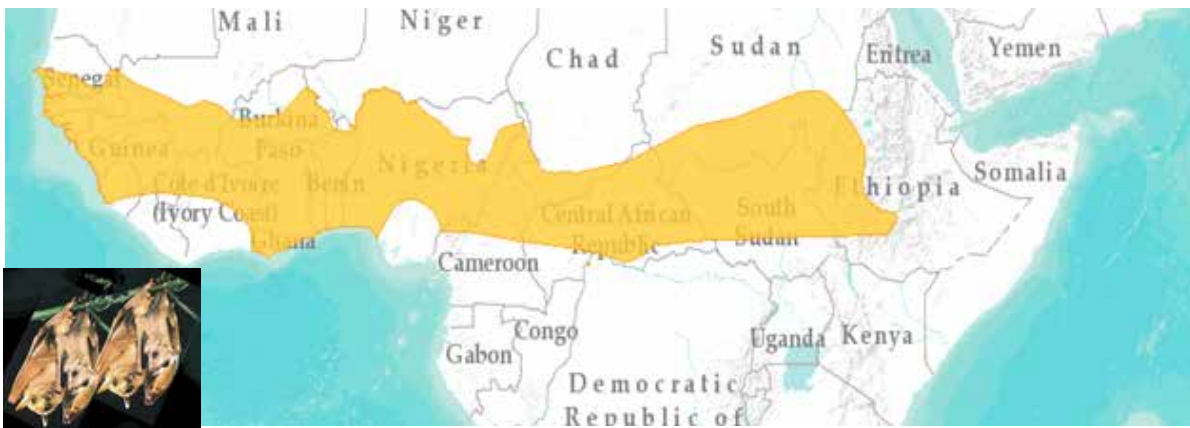 Mali
Niger
Chad
Sudan
Eritrea
Yemen
Senegal
Burkina
Faso
Guinea
Nigeria
Côte d'Ivoire
(Ivory Coast)
Benin
Ghana
Ethiopia
Somalia
Central African
Republic
South
Sudan
Cameroon
Congo
Gabon
Uganda
Kenya
Democratic
Republic of